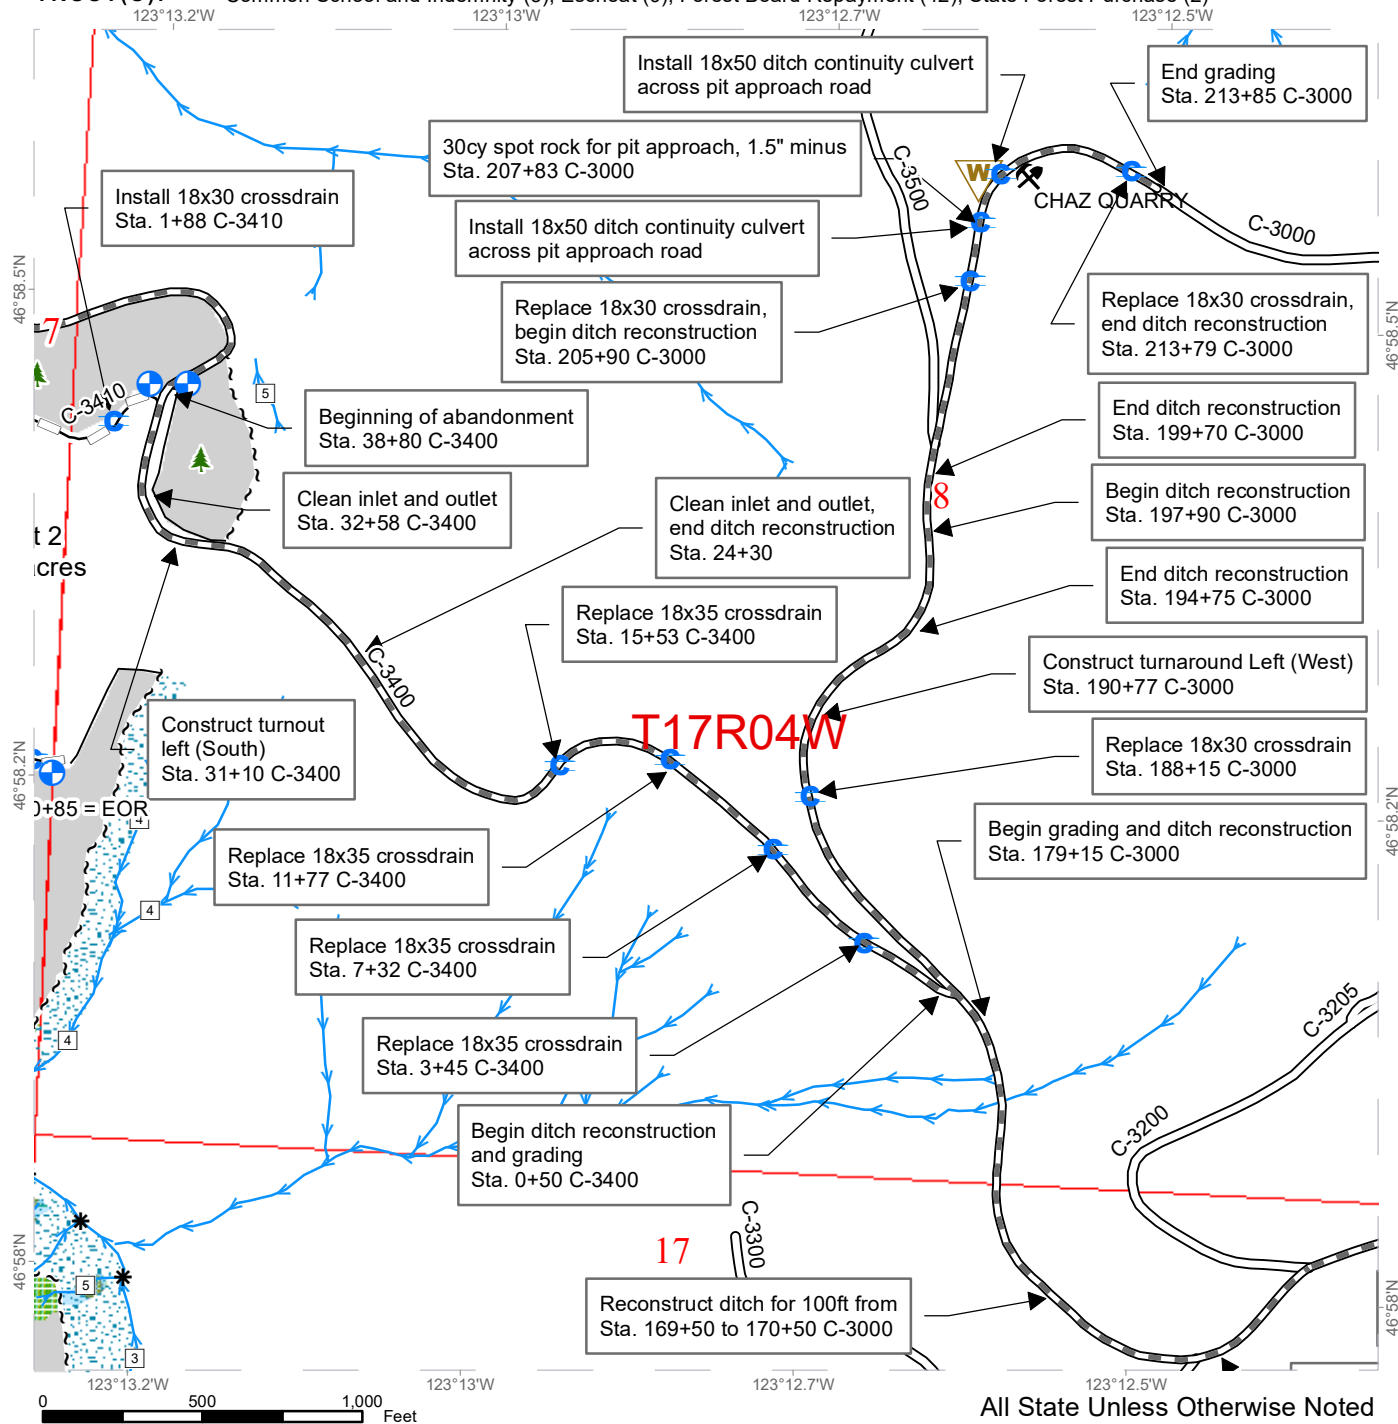 123°13.2'W
123°13'W
123°12.7'W
123°12.5'W
Install 18x50 ditch continuity culvert
across pit approach road
End grading
Sta. 213+85 C-3000
30cy spot rock for pit approach, 1.5" minus
Sta. 207+83 C-3000
C-3500
W
CHAZ QUARRY
C-3000
Install 18x30 crossdrain
Sta. 1+88 C-3410
Install 18x50 ditch continuity culvert
across pit approach road
46°58.5'N
46°58.5'N
Replace 18x30 crossdrain,
begin ditch reconstruction
Sta. 205+90 C-3000
Replace 18x30 crossdrain,
end ditch reconstruction
Sta. 213+79 C-3000
7
C-3410
5
Beginning of abandonment
Sta. 38+80 C-3400
End ditch reconstruction
Sta. 199+70 C-3000
Clean inlet and outlet
Sta. 32+58 C-3400
Clean inlet and outlet,
end ditch reconstruction
Sta. 24+30
8
Begin ditch reconstruction
Sta. 197+90 C-3000
t 2
acres
End ditch reconstruction
Sta. 194+75 C-3000
Replace 18x35 crossdrain
Sta. 15+53 C-3400
C-3400
Construct turnaround Left (West)
Sta. 190+77 C-3000
T17R04W
Construct turnout
left (South)
Sta. 31+10 C-3400
Replace 18x30 crossdrain
Sta. 188+15 C-3000
46°58.2'N
46°58.2'N
0+85 = EOR
4
Begin grading and ditch reconstruction
Sta. 179+15 C-3000
Replace 18x35 crossdrain
Sta. 11+77 C-3400
4
Replace 18x35 crossdrain
Sta. 7+32 C-3400
C-3205
Replace 18x35 crossdrain
Sta. 3+45 C-3400
4
Begin ditch reconstruction
and grading
Sta. 0+50 C-3400
C-3200
C-3300
17
46°58'N
46°58'N
5
Reconstruct ditch for 100ft from
Sta. 169+50 to 170+50 C-3000
3
123°13.2'W
123°13'W
123°12.7'W
123°12.5'W
0 500 1,000
Feet
All State Unless Otherwise Noted